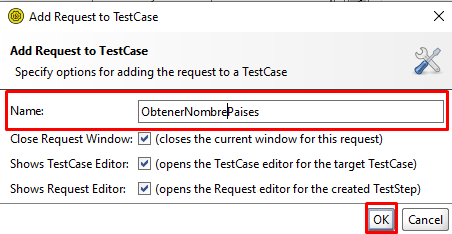 Add Request to TestCase
Add Request to TestCase
Specify options for adding the request to a TestCase
Name: ObtenerNombrePaises
Close Request Window: (closes the current window for this request)
Shows TestCase Editor: (opens the TestCase editor for the target TestCase)
Shows Request Editor: (opens the Request editor for the created TestStep)
OK Cancel